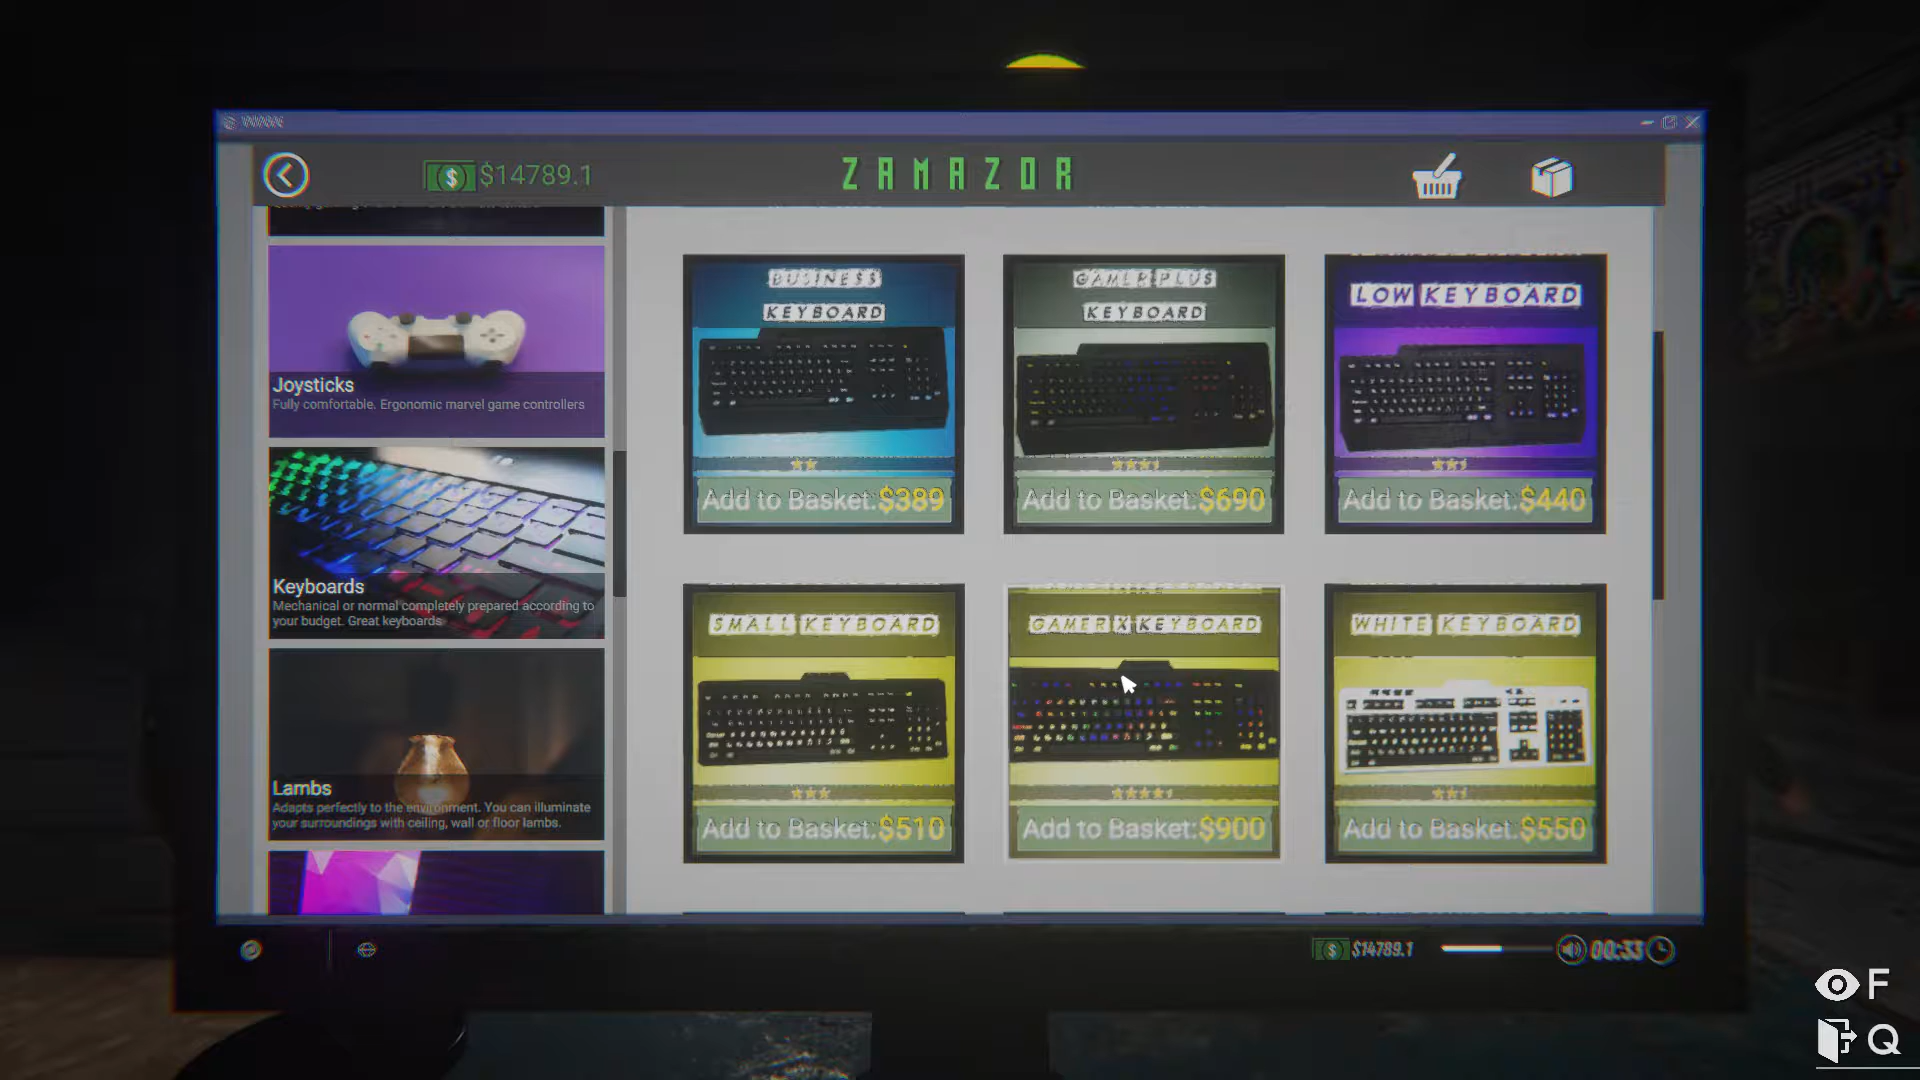 $14789.1
ZAMAZOR
Joysticks
Fully comfortable. Ergonomic marvel game controllers
Keyboards
Mechanical or normal completely prepared according to
your budget. Great keyboards
Lambs
Adapts perfectly to the environment. You can illuminate
your surroundings with ceiling, wall or floor lambs.
BUSINESS
KEYBOARD
Add to Basket:$389
GAMER PLUS
KEYBOARD
Add to Basket:$690
LOW KEYBOARD
Add to Basket:$440
SMALL KEYBOARD
Add to Basket:$510
GAMER X KEYBOARD
Add to Basket:$900
WHITE KEYBOARD
Add to Basket:$550
$14789.1
00:33
F
Q